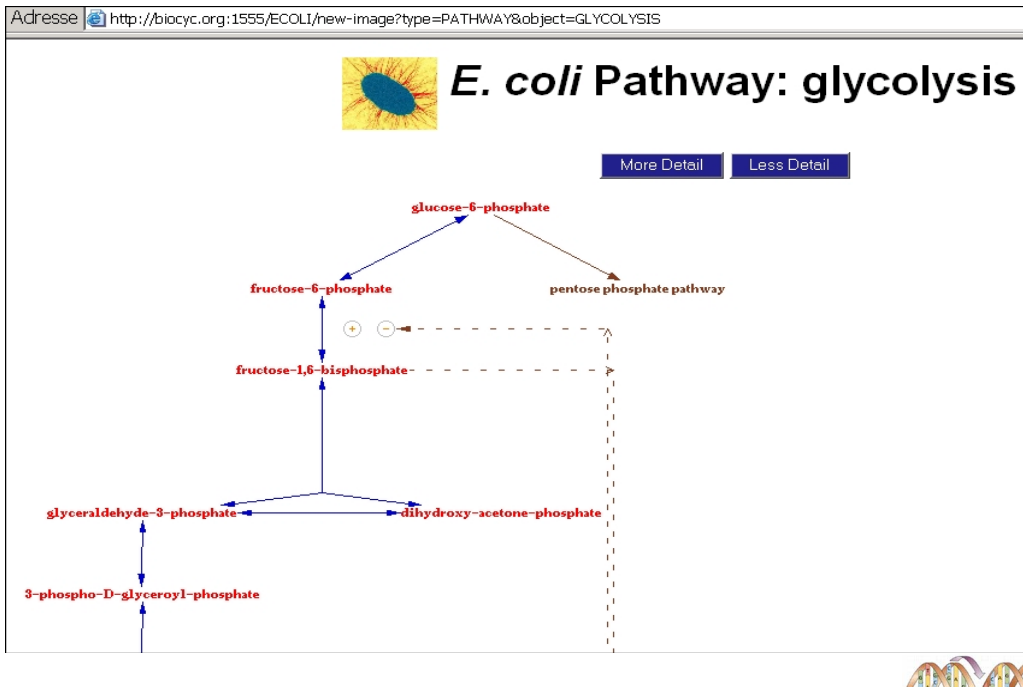 Adresse http://biocyc.org:1555/ECOLI/new-image?type=PATHWAY&object=GLYCOLYSIS
E. coli Pathway: glycolysis
More Detail Less Detail
glucose-6-phosphate
fructose-6-phosphate pentose phosphate pathway
+ −
fructose-1,6-bisphosphate
glyceraldehyde-3-phosphate dihydroxy-acetone-phosphate
3-phospho-D-glyceroyl-phosphate